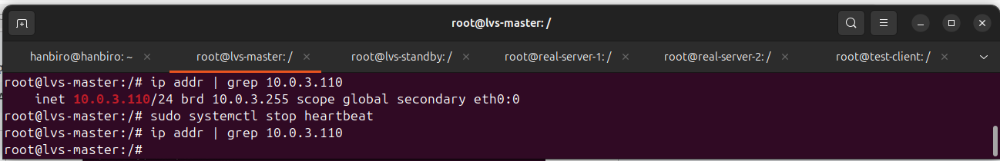 root@lvs-master: /
hanbiro@hanbiro: ~ root@lvs-master: / root@lvs-standby: / root@real-server-1: / root@real-server-2: / root@test-client: /
root@lvs-master:/# ip addr | grep 10.0.3.110
    inet 10.0.3.110/24 brd 10.0.3.255 scope global secondary eth0:0
root@lvs-master:/# sudo systemctl stop heartbeat
root@lvs-master:/# ip addr | grep 10.0.3.110
root@lvs-master:/#